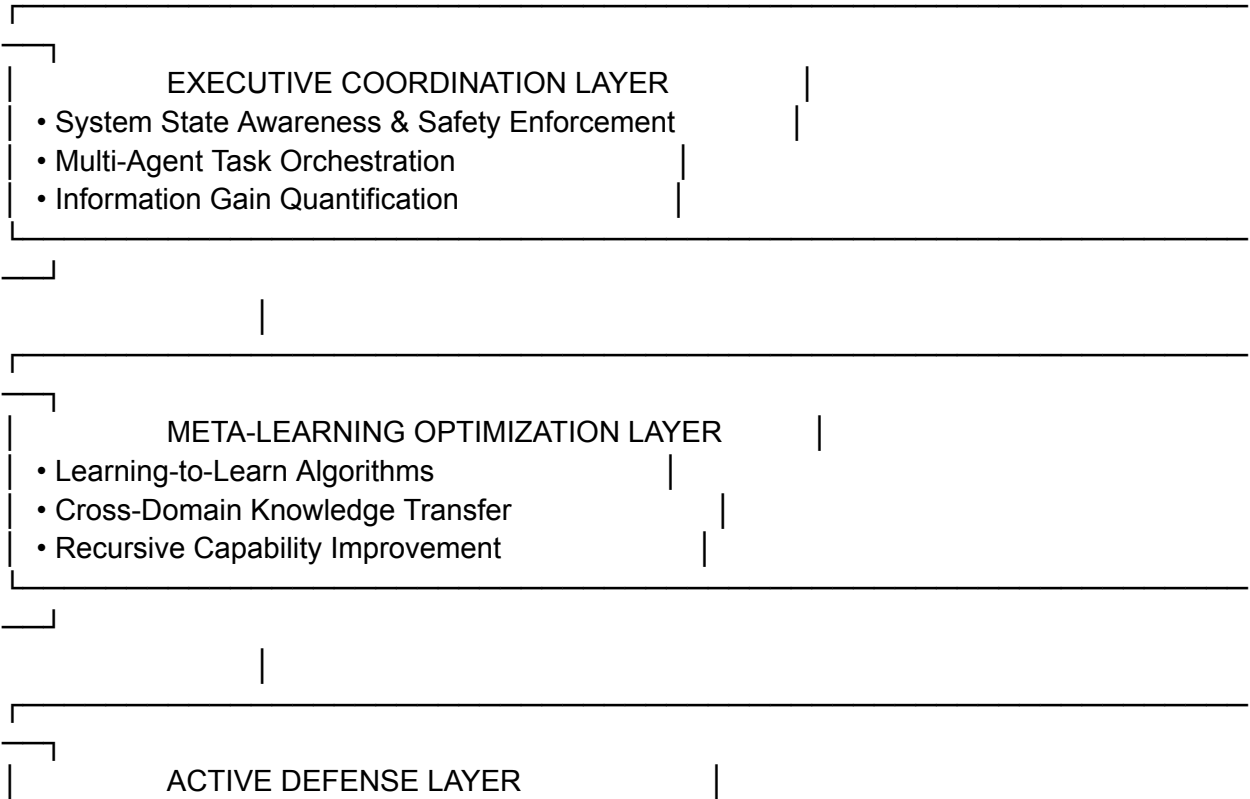 EXECUTIVE COORDINATION LAYER
• System State Awareness & Safety Enforcement
• Multi-Agent Task Orchestration
• Information Gain Quantification
META-LEARNING OPTIMIZATION LAYER
• Learning-to-Learn Algorithms
• Cross-Domain Knowledge Transfer
• Recursive Capability Improvement
ACTIVE DEFENSE LAYER